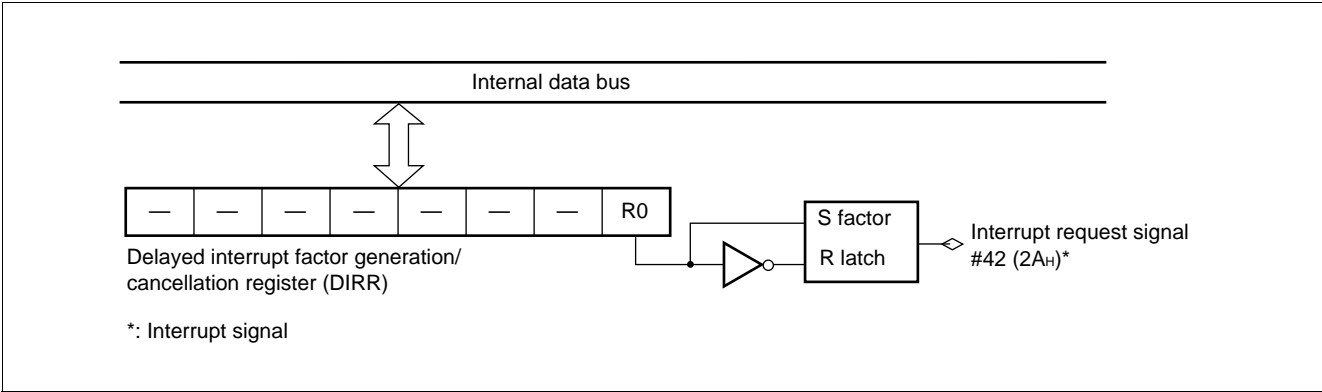 Internal data bus
— — — — — — — R0
S factor
R latch
Interrupt request signal
#42 (2AH)*
Delayed interrupt factor generation/
cancellation register (DIRR)
*: Interrupt signal